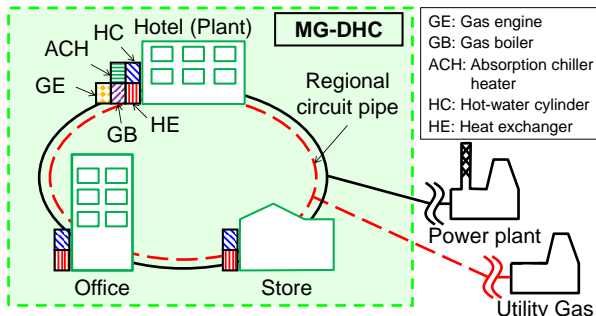 Hotel (Plant)
MG-DHC
HC
ACH
GE
GB
HE
Regional
circuit pipe
GE: Gas engine
GB: Gas boiler
ACH: Absorption chiller
heater
HC: Hot-water cylinder
HE: Heat exchanger
Office
Store
Power plant
Utility Gas